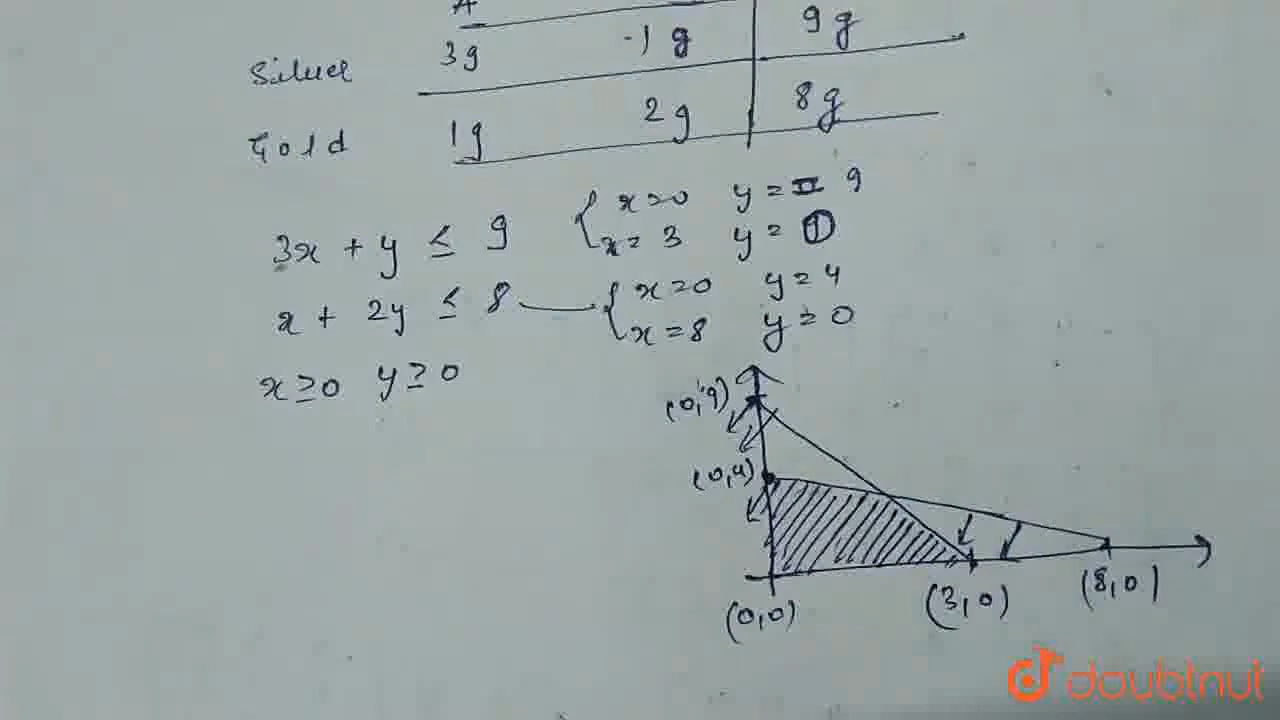 A
Silver 3g 1g 9g
Gold 1g 2g 8g
3x + y ≤ 9 { x=0 y= 9
x=3 y=
x + 2y ≤ 8 — { x=0 y=4
x=8 y=0
x≥0 y≥0
(0,9)
(0,4)
(0,0) (3,0) (8,0)
doubtnut